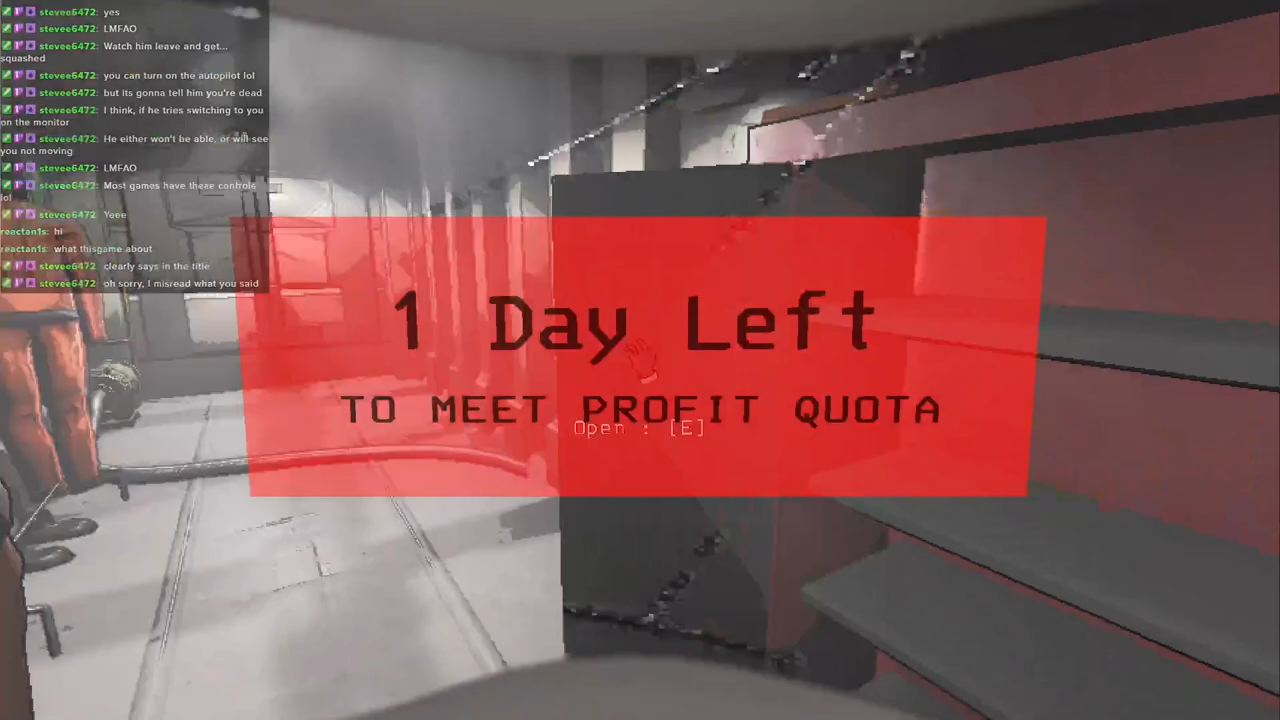 stevee6472: yes
stevee6472: LMFAO
stevee6472: Watch him leave and get...
squashed
stevee6472: you can turn on the autopilot lol
stevee6472: but its gonna tell him you're dead
stevee6472: I think, if he tries switching to you
on the monitor
stevee6472: He either won't be able, or will see
you not moving
stevee6472: LMFAO
stevee6472: Most games have these controls
lol
stevee6472: Yeee
reactan1s: hi
reactan1s: what thisgame about
stevee6472 clearly says in the title
stevee6472: oh sorry, I misread what you said
1 Day Left
TO MEET PROFIT QUOTA
Open : [E]